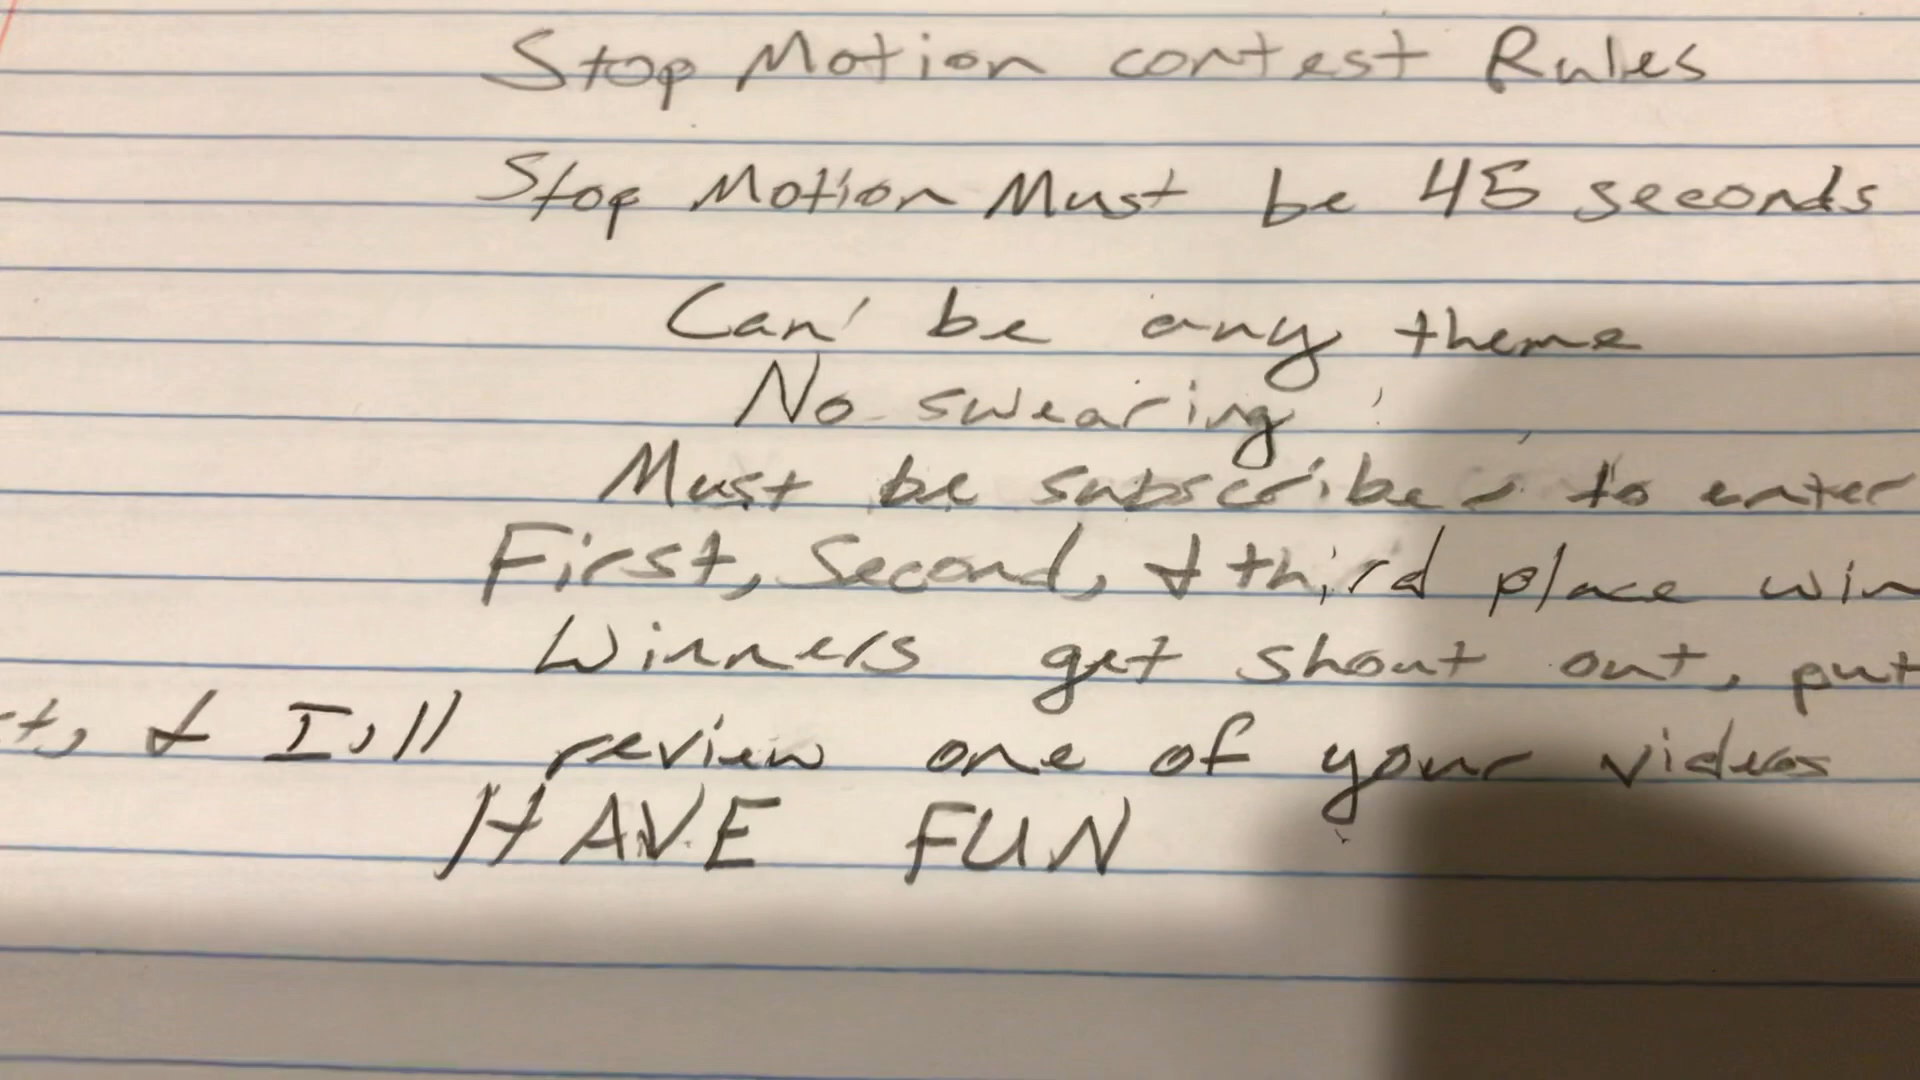 Stop Motion contest Rules
Stop Motion Must be 45 seconds
Can be any theme
No swearing
Must be subscriber to enter
First, Second, & third place win
Winners get shout out, put
& I'll review one of your videos
HAVE FUN